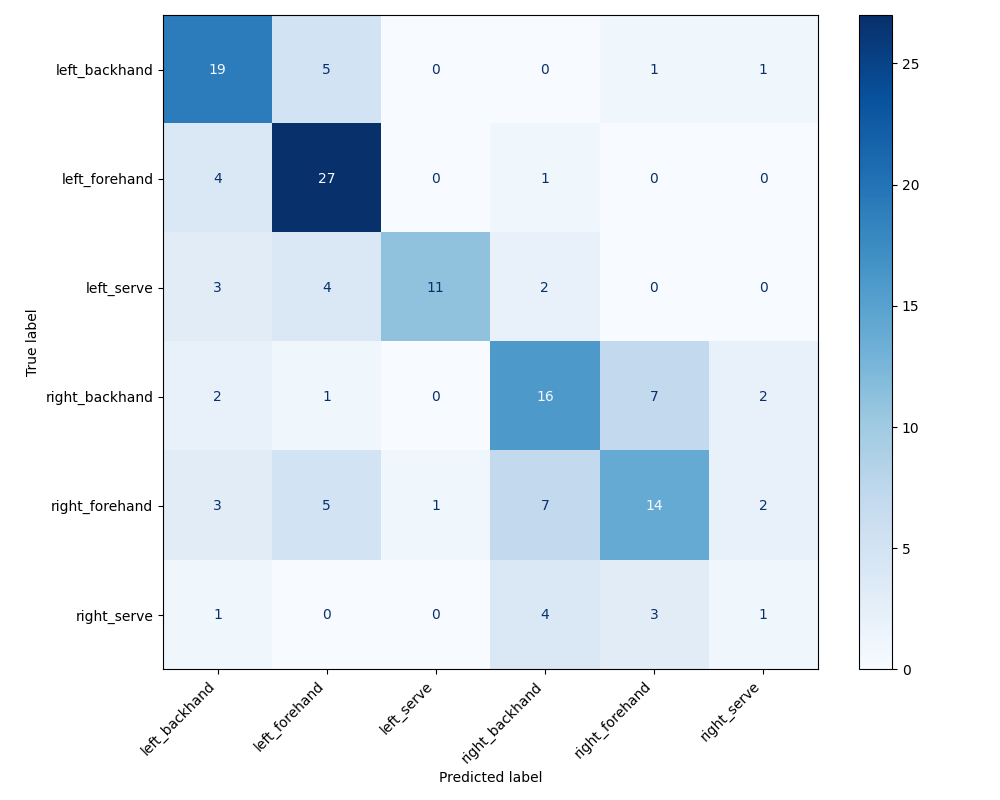 left_backhand 19 5 0 0 1 1
left_forehand 4 27 0 1 0 0
left_serve 3 4 11 2 0 0
right_backhand 2 1 0 16 7 2
right_forehand 3 5 1 7 14 2
right_serve 1 0 0 4 3 1
True label
left_backhand left_forehand left_serve right_backhand right_forehand right_serve
Predicted label
25
20
15
10
5
0